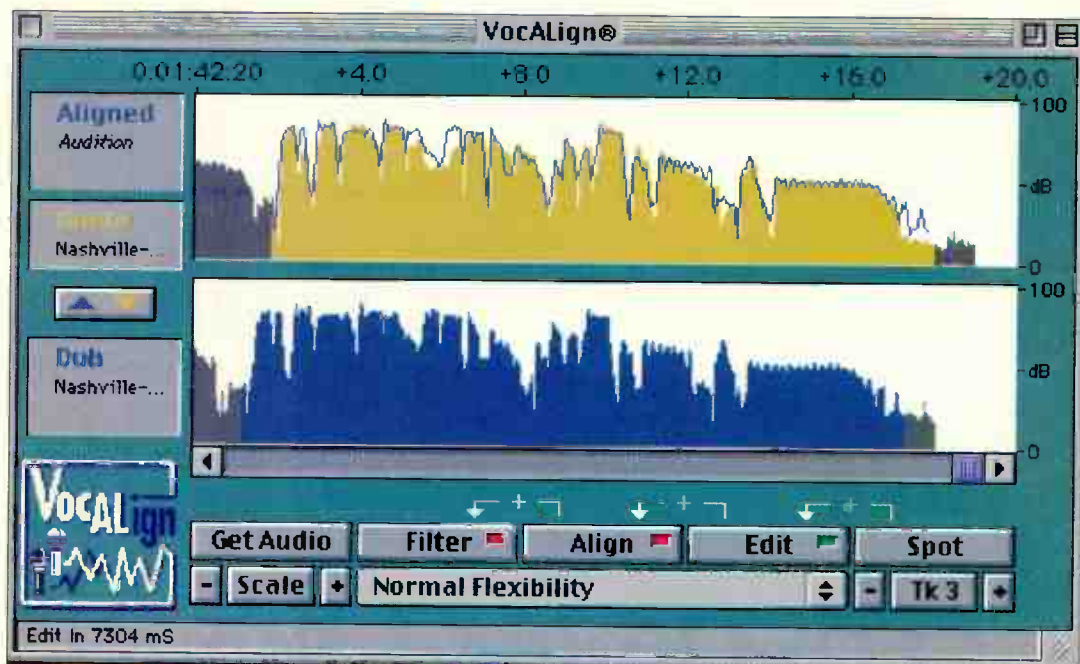 VocALign®
0:01:42:20 +4.0 +8.0 +12.0 +16.0 +20.0
Aligned
Audition
Guide
Nashville-...
100
dB
0
Dub
Nashville-...
100
dB
0
VocALign
Get Audio Filter Align Edit Spot
- Scale + Normal Flexibility - Tk 3 +
Edit In 7304 mS